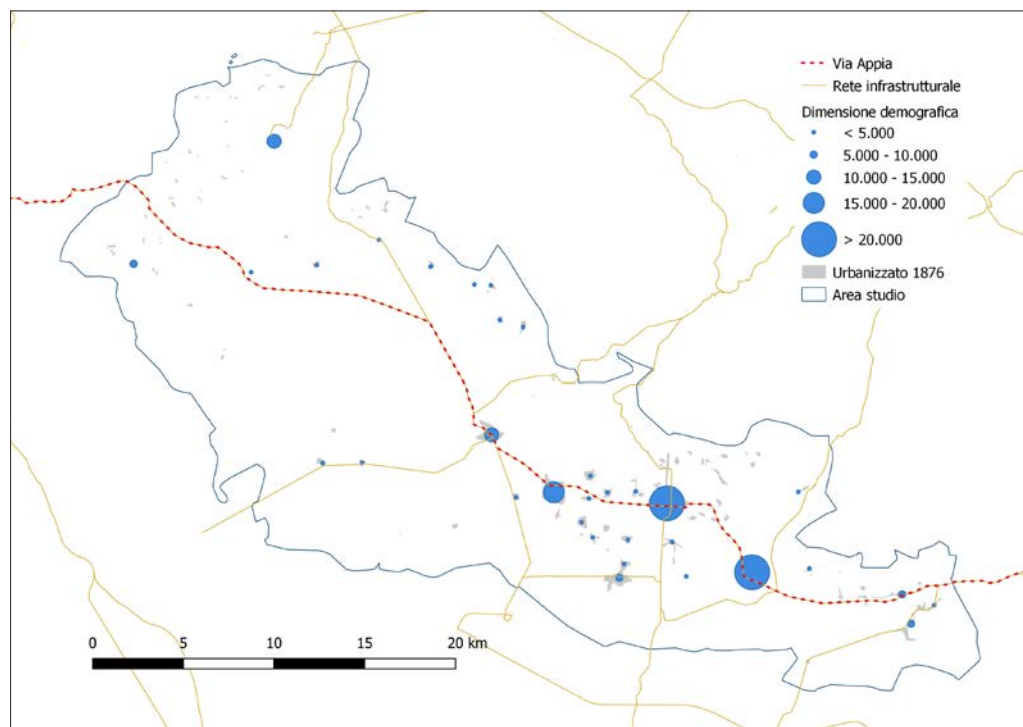 Via Appia
Rete infrastrutturale
Dimensione demografica
< 5.000
5.000 - 10.000
10.000 - 15.000
15.000 - 20.000
> 20.000
Urbanizzato 1876
Area studio
0 5 10 15 20 km